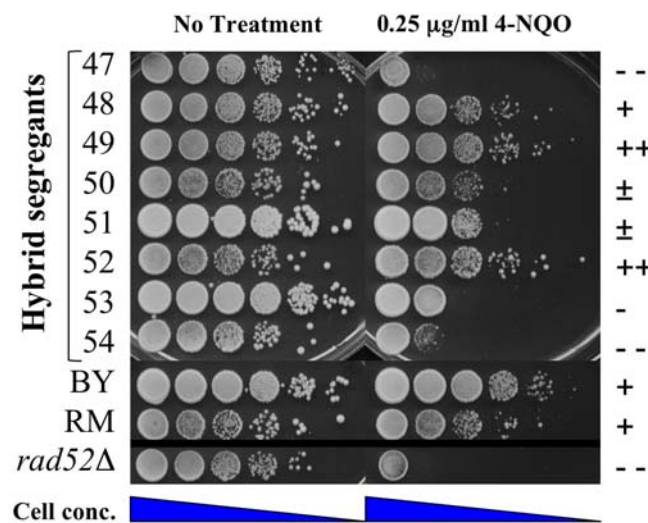 No Treatment 0.25 μg/ml 4-NQO
Hybrid segregants
47 - -
48 +
49 ++
50 ±
51 ±
52 ++
53 -
54 - -
BY +
RM +
rad52Δ - -
Cell conc.